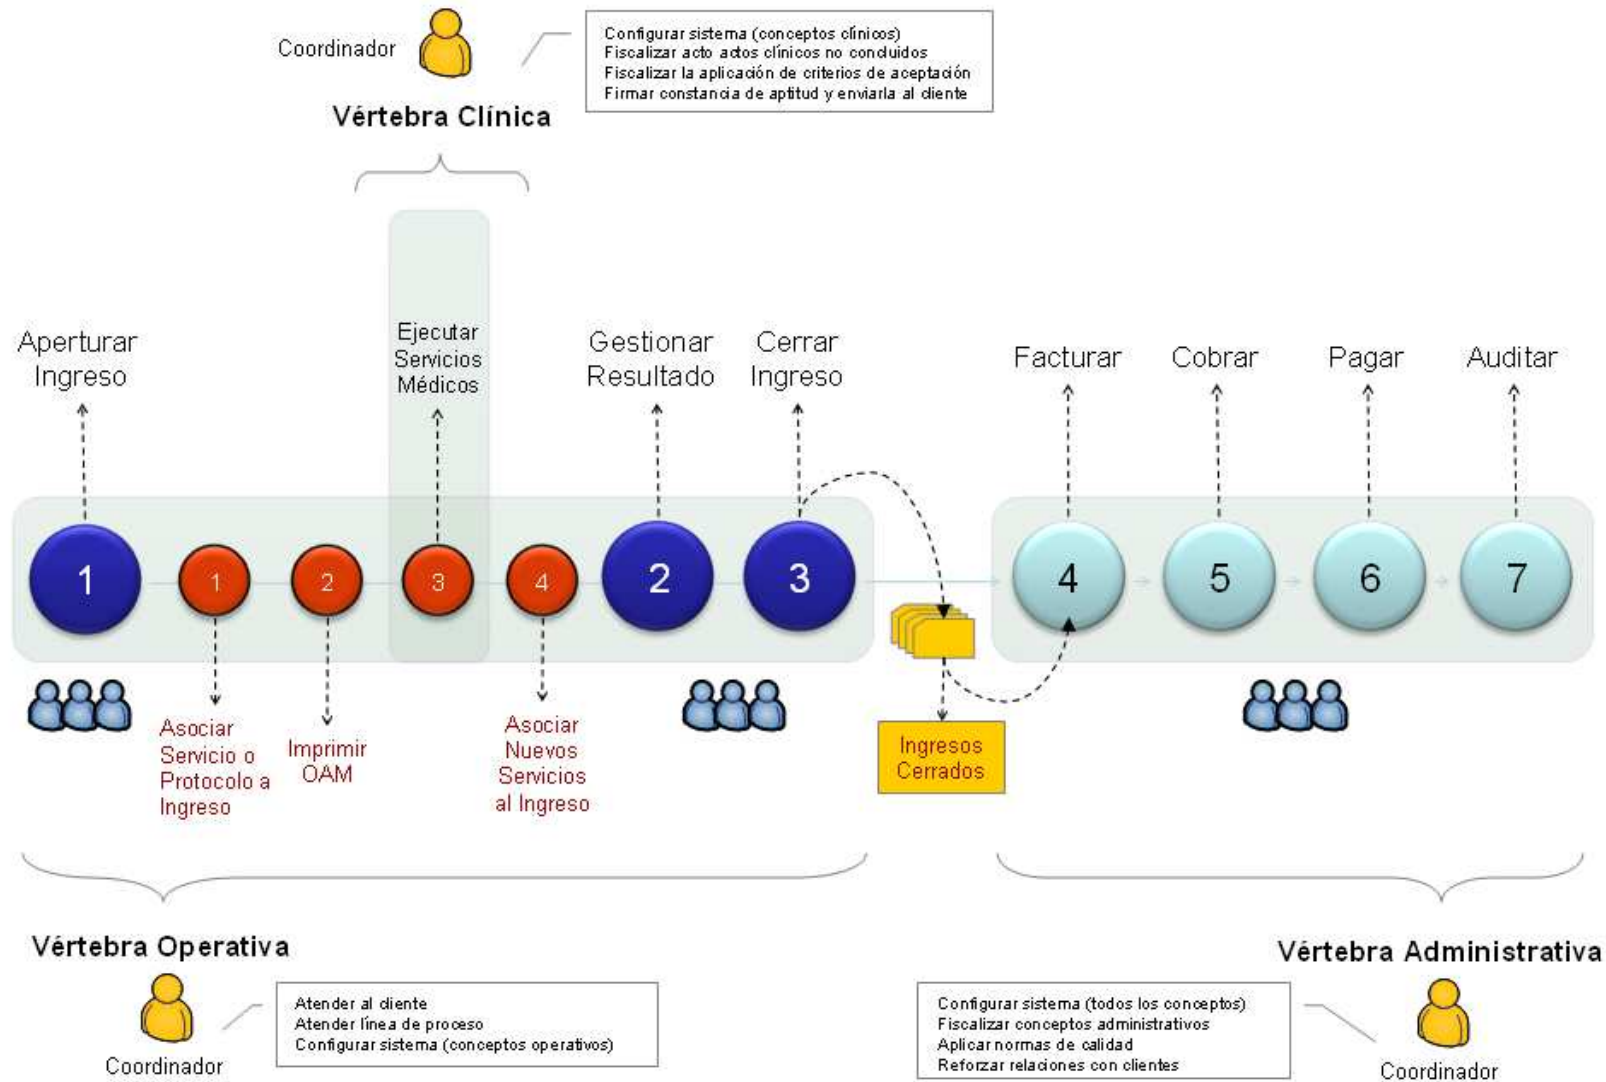 Coordinador
Configurar sistema (conceptos clínicos)
Fiscalizar acto actos clínicos no concluidos
Fiscalizar la aplicación de criterios de aceptación
Firmar constancia de aptitud y enviarla al cliente
Vértebra Clínica
Aperturar
Ingreso
Ejecutar
Servicios
Médicos
Gestionar
Resultado
Cerrar
Ingreso
Facturar
Cobrar
Pagar
Auditar
1
1
2
3
4
2
3
4
5
6
7
Asociar
Servicio o
Protocolo a
Ingreso
Imprimir
OAM
Asociar
Nuevos
Servicios
al Ingreso
Ingresos
Cerrados
Vértebra Operativa
Coordinador
Atender al cliente
Atender línea de proceso
Configurar sistema (conceptos operativos)
Vértebra Administrativa
Configurar sistema (todos los conceptos)
Fiscalizar conceptos administrativos
Aplicar normas de calidad
Reforzar relaciones con clientes
Coordinador